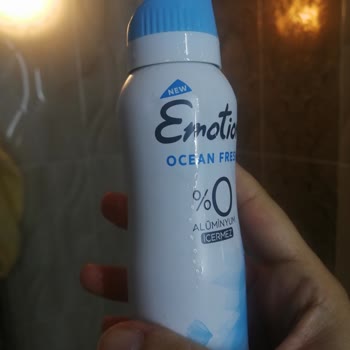 NEW
Emotio
OCEAN FRES
%0
ALÜMİNYUM
İÇERMEZ